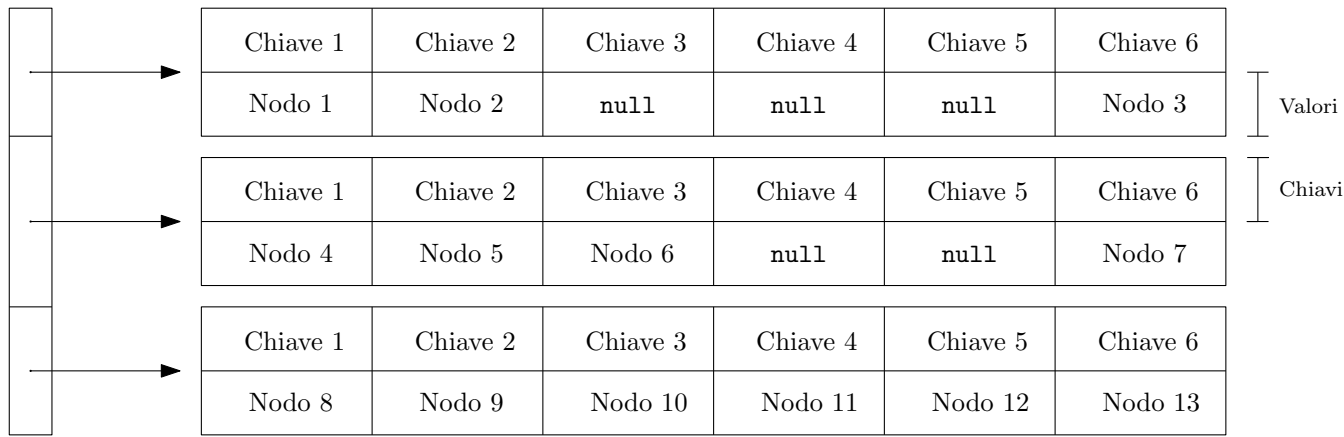 Chiave 1 Chiave 2 Chiave 3 Chiave 4 Chiave 5 Chiave 6
Nodo 1 Nodo 2 null null null Nodo 3
Valori
Chiave 1 Chiave 2 Chiave 3 Chiave 4 Chiave 5 Chiave 6
Chiavi
Nodo 4 Nodo 5 Nodo 6 null null Nodo 7
Chiave 1 Chiave 2 Chiave 3 Chiave 4 Chiave 5 Chiave 6
Nodo 8 Nodo 9 Nodo 10 Nodo 11 Nodo 12 Nodo 13